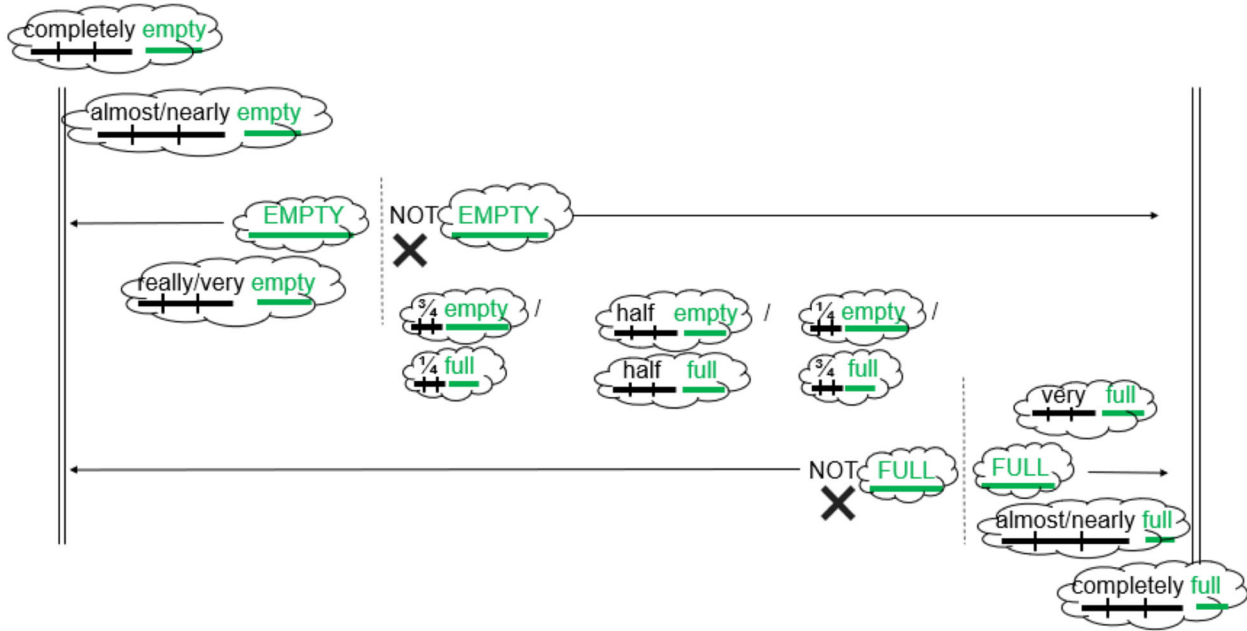 completely empty
almost/nearly empty
EMPTY NOT EMPTY
really/very empty
¾ empty / half empty / ¼ empty /
¼ full half full ¾ full
very full
NOT FULL FULL
almost/nearly full
completely full